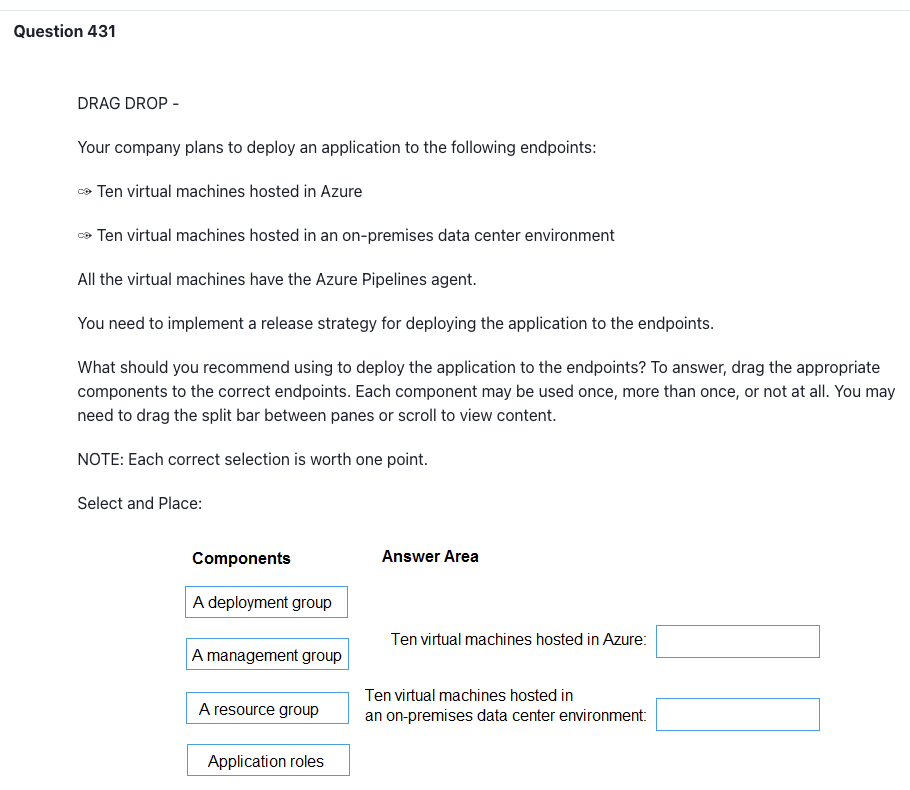 Question 431
DRAG DROP -
Your company plans to deploy an application to the following endpoints:
Ten virtual machines hosted in Azure
Ten virtual machines hosted in an on-premises data center environment
All the virtual machines have the Azure Pipelines agent.
You need to implement a release strategy for deploying the application to the endpoints.
What should you recommend using to deploy the application to the endpoints? To answer, drag the appropriate
components to the correct endpoints. Each component may be used once, more than once, or not at all. You may
need to drag the split bar between panes or scroll to view content.
NOTE: Each correct selection is worth one point.
Select and Place:
Components
A deployment group
A management group
A resource group
Application roles
Answer Area
Ten virtual machines hosted in Azure:
Ten virtual machines hosted in
an on-premises data center environment: